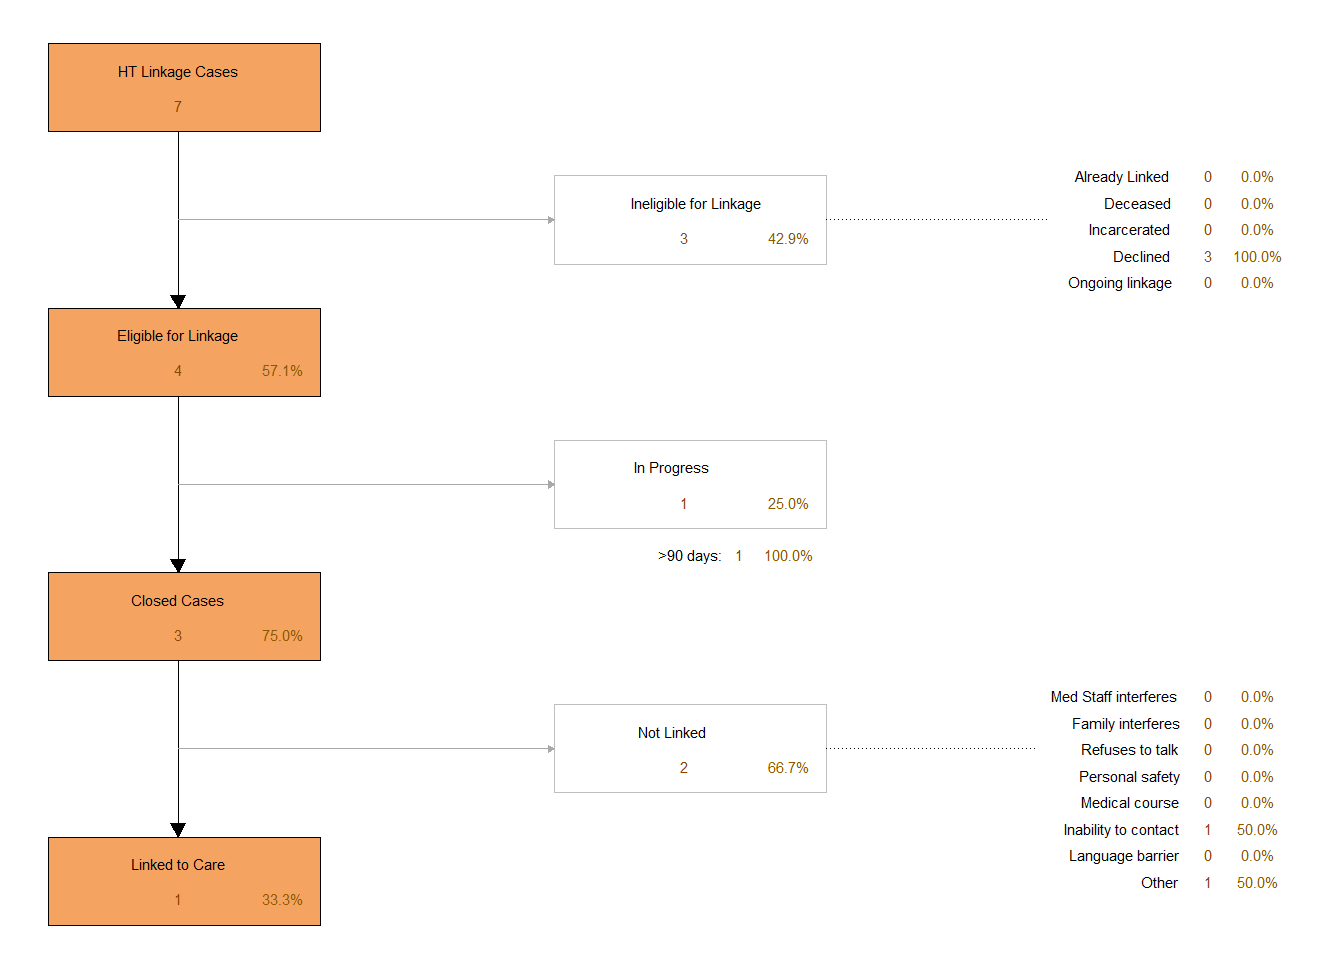 HT Linkage Cases
7
Ineligible for Linkage
3 42.9%
Already Linked 0 0.0%
Deceased 0 0.0%
Incarcerated 0 0.0%
Declined 3 100.0%
Ongoing linkage 0 0.0%
Eligible for Linkage
4 57.1%
In Progress
1 25.0%
>90 days: 1 100.0%
Closed Cases
3 75.0%
Not Linked
2 66.7%
Med Staff interferes 0 0.0%
Family interferes 0 0.0%
Refuses to talk 0 0.0%
Personal safety 0 0.0%
Medical course 0 0.0%
Inability to contact 1 50.0%
Language barrier 0 0.0%
Other 1 50.0%
Linked to Care
1 33.3%